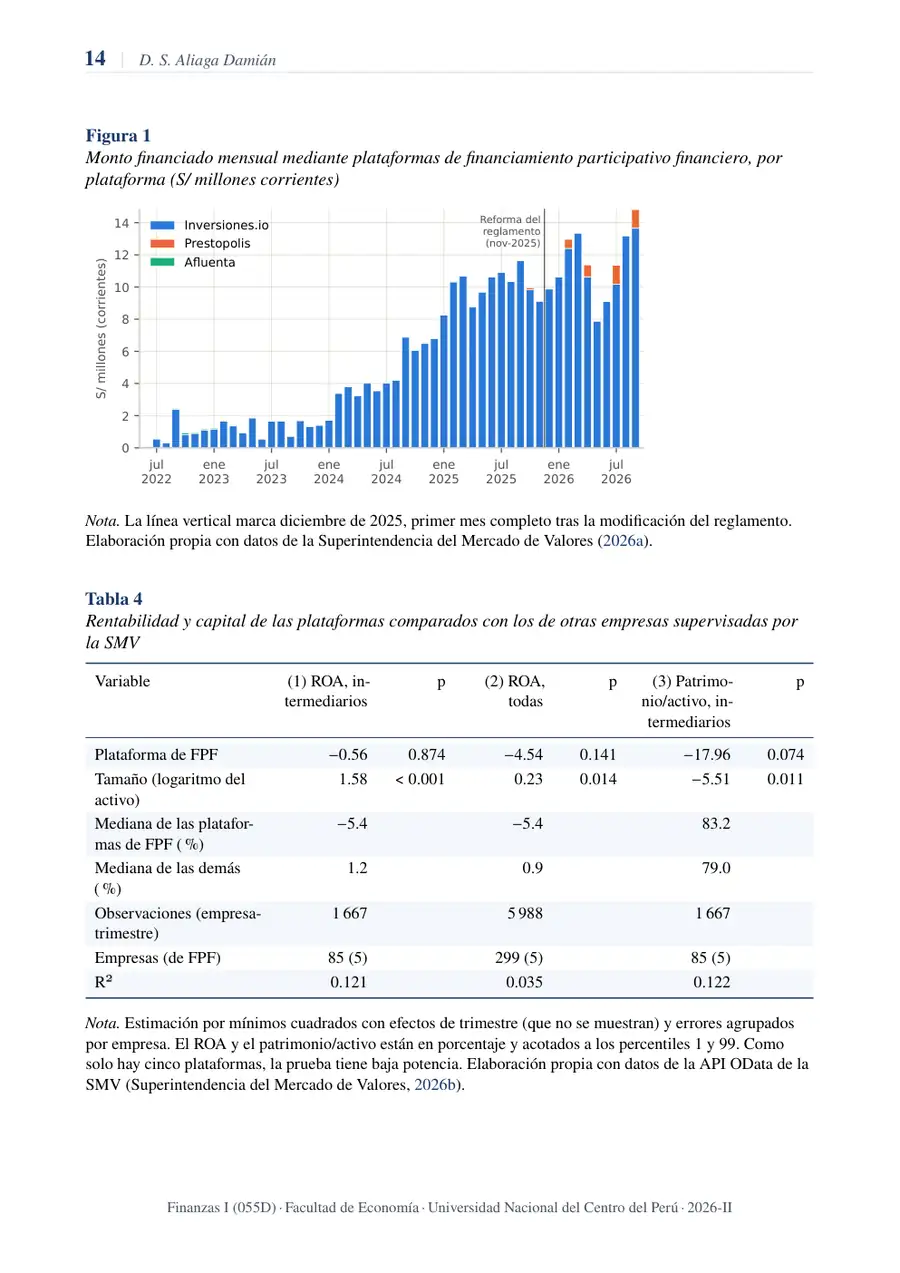 14 | D. S. Aliaga Damián
Figura 1
Monto financiado mensual mediante plataformas de financiamiento participativo financiero, por
plataforma (S/ millones corrientes)
Inversiones.io
Prestopolis
Afluenta
Reforma del
reglamento
(nov-2025)
S/ millones (corrientes)
14
12
10
8
6
4
2
0
jul ene jul ene jul ene jul ene jul
2022 2023 2023 2024 2024 2025 2025 2026 2026
Nota. La línea vertical marca diciembre de 2025, primer mes completo tras la modificación del reglamento.
Elaboración propia con datos de la Superintendencia del Mercado de Valores (2026a).
Tabla 4
Rentabilidad y capital de las plataformas comparados con los de otras empresas supervisadas por
la SMV
Variable (1) ROA, in- p (2) ROA, p (3) Patrimo- p
termediarios todas nio/activo, in-
termediarios
Plataforma de FPF −0.56 0.874 −4.54 0.141 −17.96 0.074
Tamaño (logaritmo del 1.58 < 0.001 0.23 0.014 −5.51 0.011
activo)
Mediana de las platafor- −5.4 −5.4 83.2
mas de FPF ( %)
Mediana de las demás 1.2 0.9 79.0
( %)
Observaciones (empresa- 1 667 5 988 1 667
trimestre)
Empresas (de FPF) 85 (5) 299 (5) 85 (5)
R² 0.121 0.035 0.122
Nota. Estimación por mínimos cuadrados con efectos de trimestre (que no se muestran) y errores agrupados
por empresa. El ROA y el patrimonio/activo están en porcentaje y acotados a los percentiles 1 y 99. Como
solo hay cinco plataformas, la prueba tiene baja potencia. Elaboración propia con datos de la API OData de la
SMV (Superintendencia del Mercado de Valores, 2026b).
Finanzas I (055D) · Facultad de Economía · Universidad Nacional del Centro del Perú · 2026-II